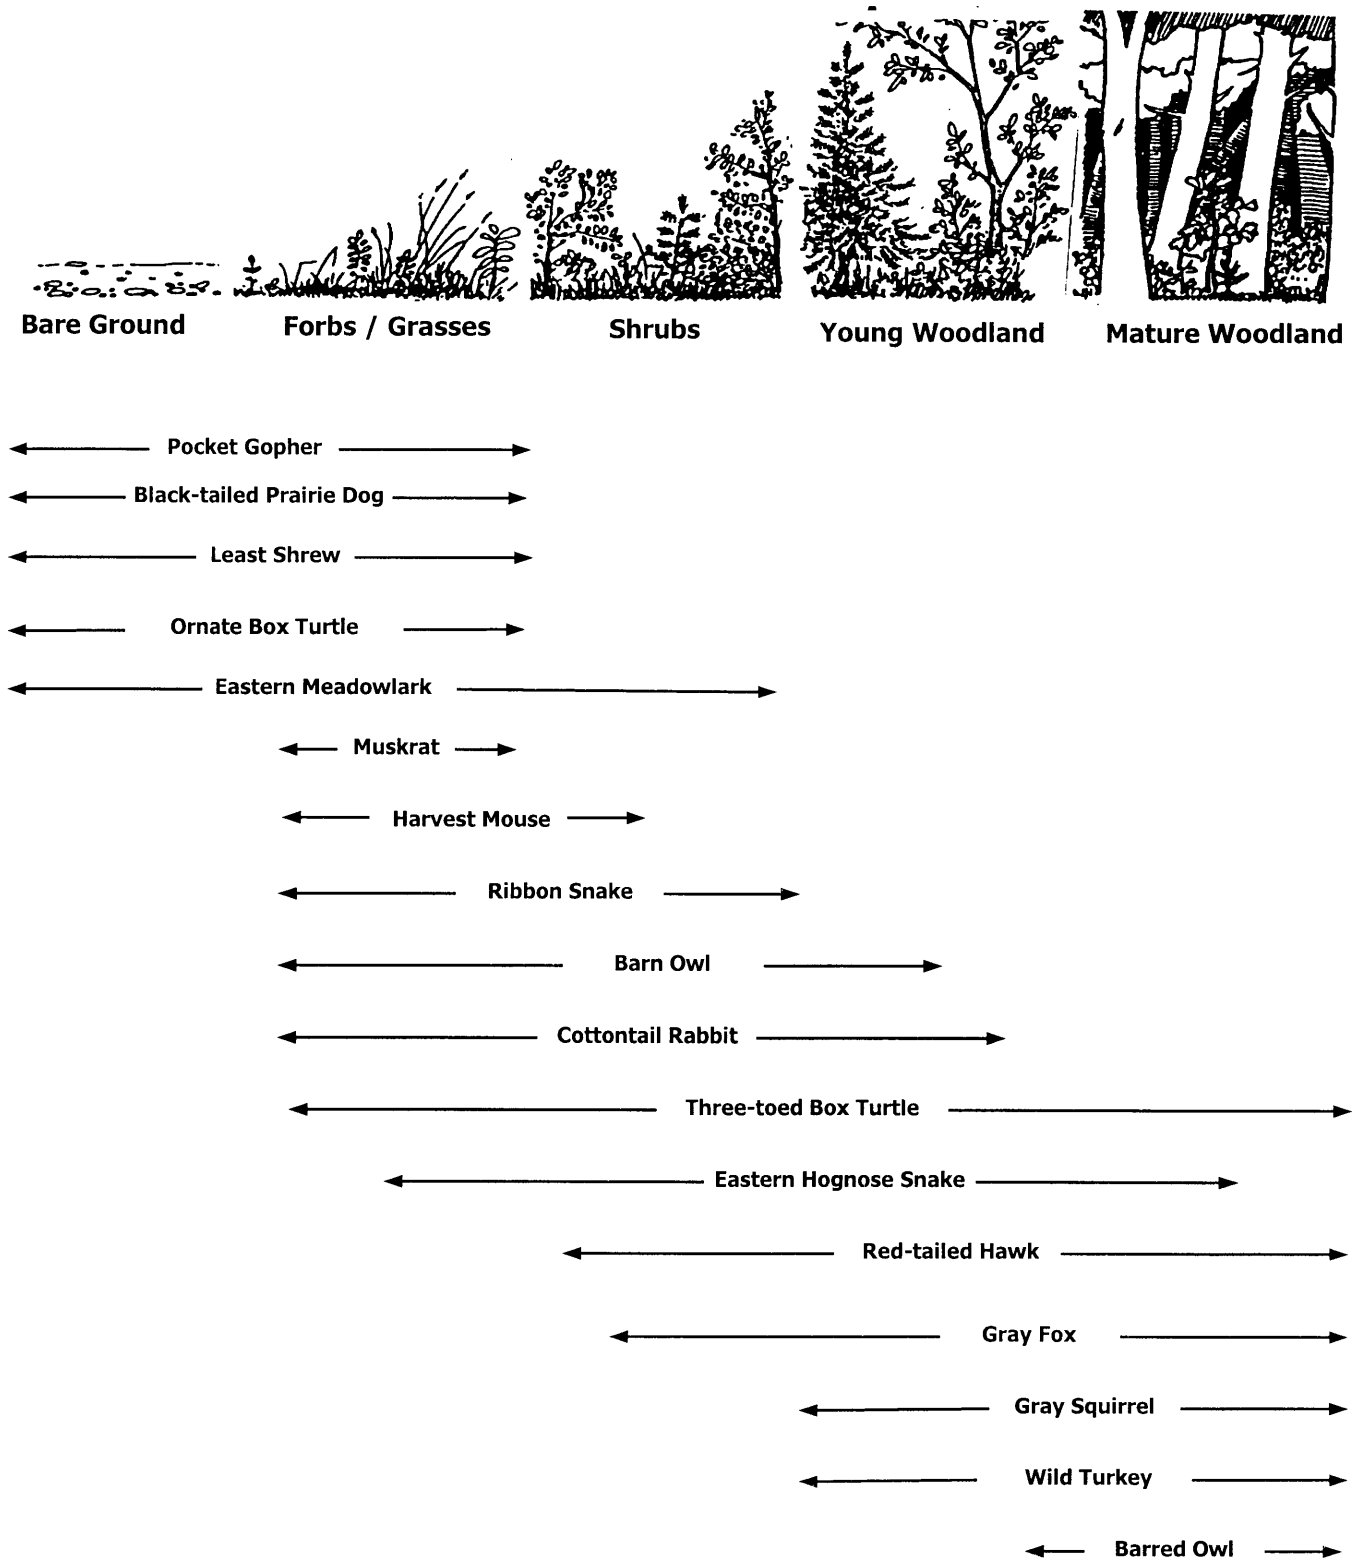 Bare Ground Forbs / Grasses Shrubs Young Woodland Mature Woodland
Pocket Gopher
Black-tailed Prairie Dog
Least Shrew
Ornate Box Turtle
Eastern Meadowlark
Muskrat
Harvest Mouse
Ribbon Snake
Barn Owl
Cottontail Rabbit
Three-toed Box Turtle
Eastern Hognose Snake
Red-tailed Hawk
Gray Fox
Gray Squirrel
Wild Turkey
Barred Owl